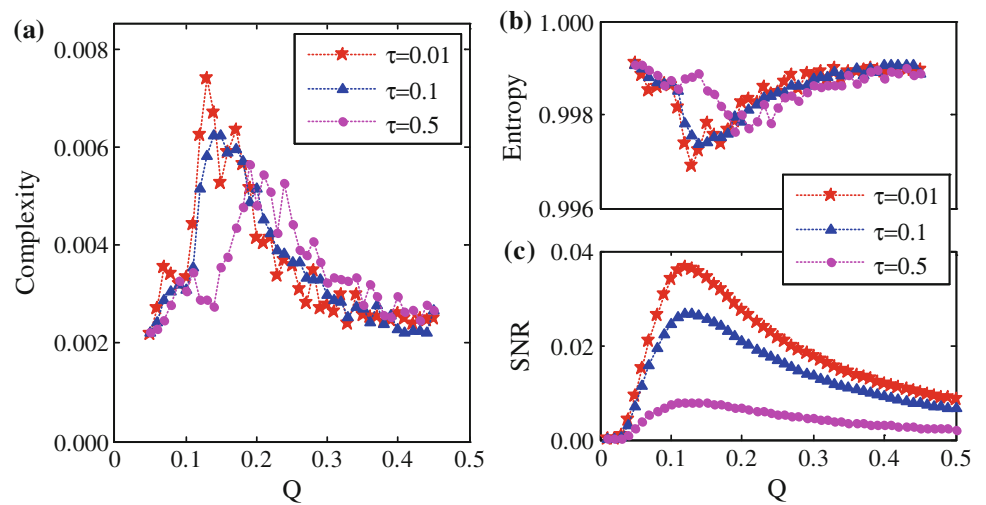 (a)
0.008
0.006
0.004
0.002
0.000
Complexity
τ=0.01
τ=0.1
τ=0.5
0
0.1
0.2
0.3
0.4
0.5
Q
(b)
1.000
0.998
0.996
Entropy
τ=0.01
τ=0.1
τ=0.5
(c)
0.04
0.02
0.00
SNR
0
0.1
0.2
0.3
0.4
0.5
Q